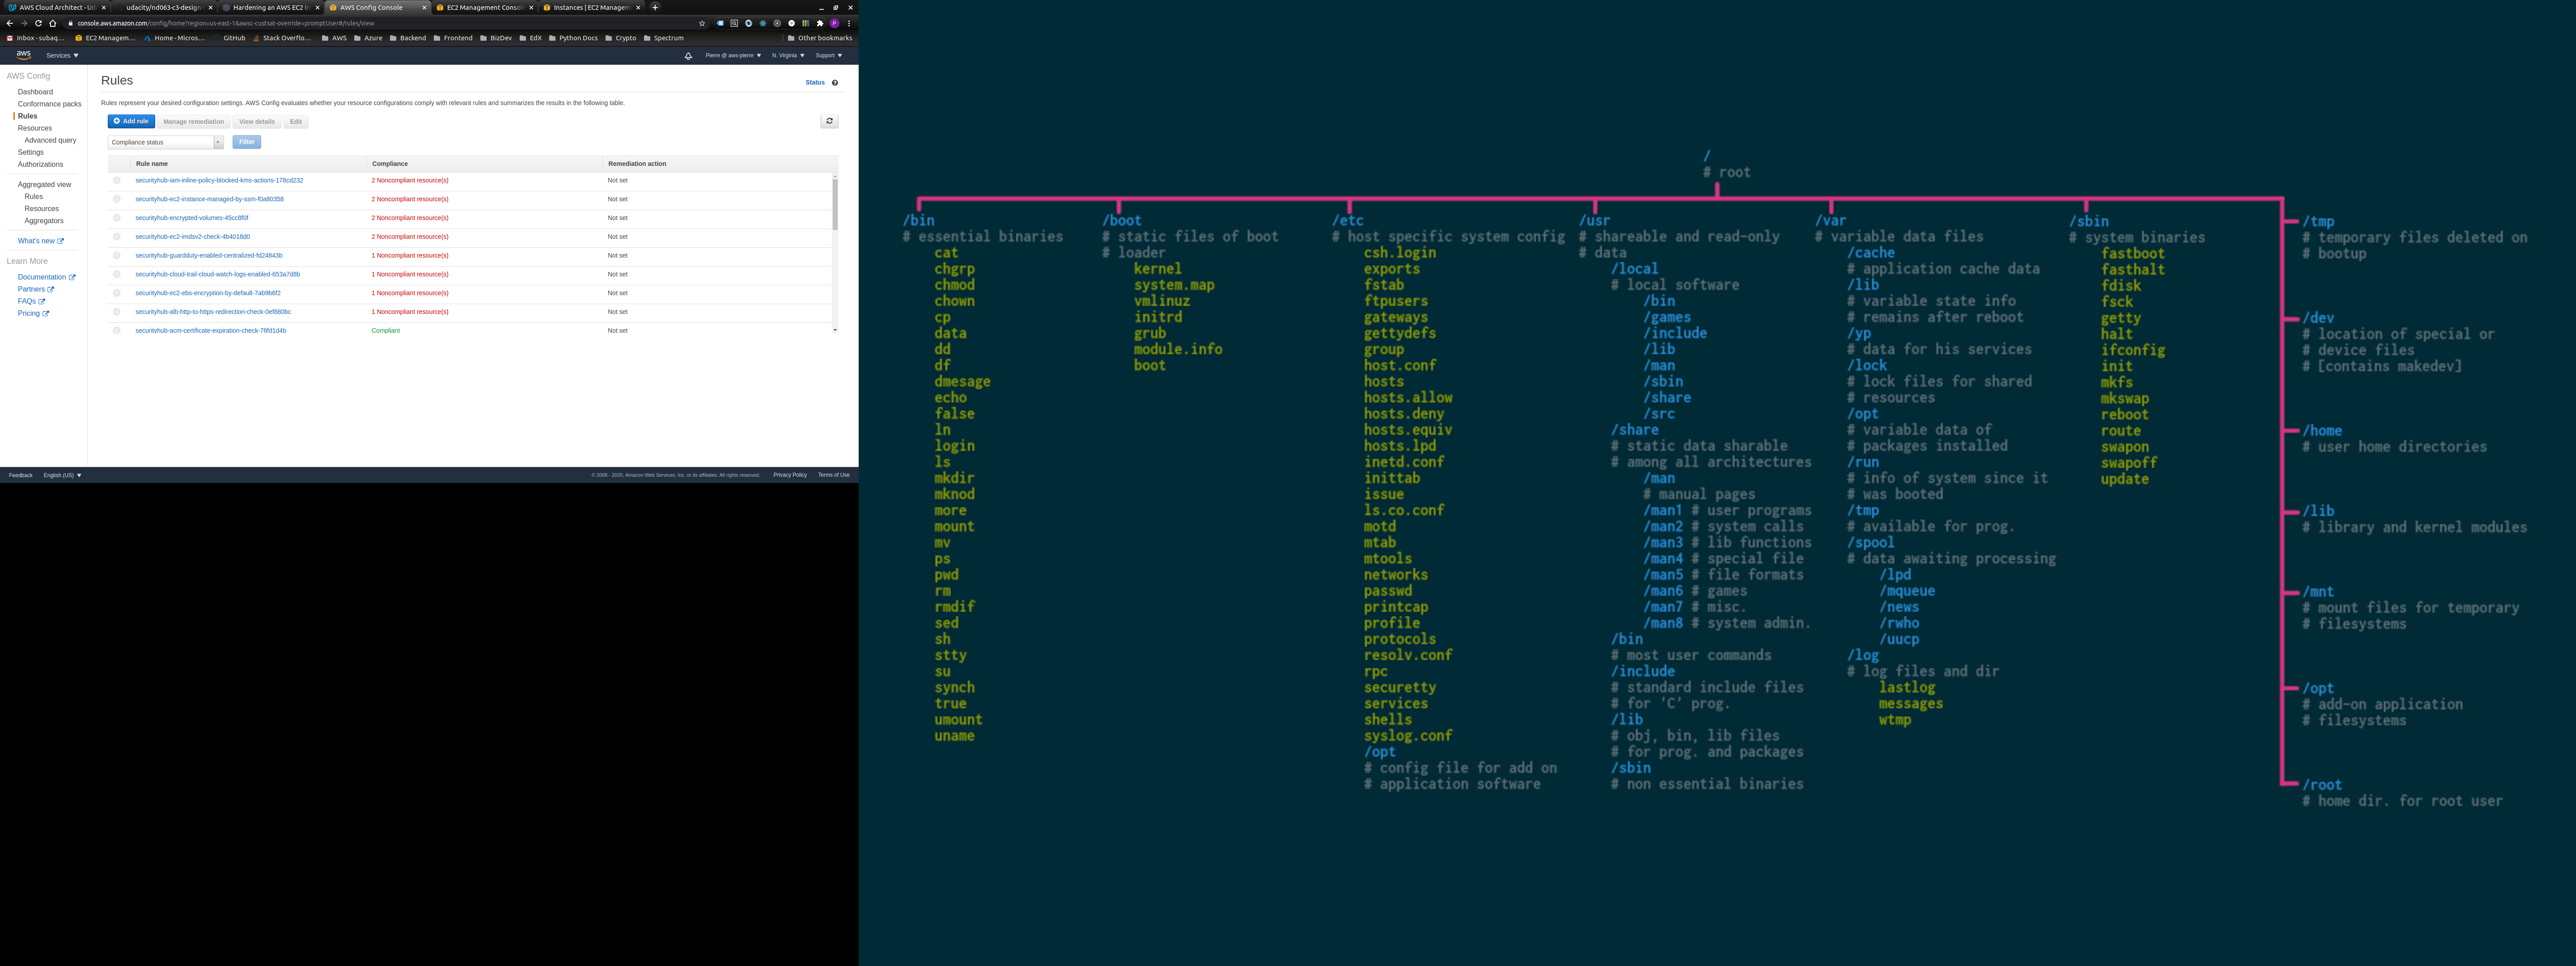 AWS Cloud Architect - Ud
udacity/nd063-c3-design
Hardening an AWS EC2 In
AWS Config Console
EC2 Management Consol
Instances | EC2 Managem
console.aws.amazon.com/config/home?region=us-east-1&awsc-custsat-override=promptUser#/rules/view
Inbox - subaq... EC2 Managem... Home - Micros... GitHub Stack Overflo... AWS Azure Backend Frontend BizDev EdX Python Docs Crypto Spectrum Other bookmarks
aws Services Pierre @ aws-pierre N. Virginia Support
AWS Config
Dashboard
Conformance packs
Rules
Resources
Advanced query
Settings
Authorizations
Aggregated view
Rules
Resources
Aggregators
What's new
Learn More
Documentation
Partners
FAQs
Pricing
Rules
Status
Rules represent your desired configuration settings. AWS Config evaluates whether your resource configurations comply with relevant rules and summarizes the results in the following table.
Add rule Manage remediation View details Edit
Compliance status Filter
Rule name Compliance Remediation action
securityhub-iam-inline-policy-blocked-kms-actions-178cd232 2 Noncompliant resource(s) Not set
securityhub-ec2-instance-managed-by-ssm-f0a80358 2 Noncompliant resource(s) Not set
securityhub-encrypted-volumes-45cc8f0f 2 Noncompliant resource(s) Not set
securityhub-ec2-imdsv2-check-4b4018d0 2 Noncompliant resource(s) Not set
securityhub-guardduty-enabled-centralized-fd24843b 1 Noncompliant resource(s) Not set
securityhub-cloud-trail-cloud-watch-logs-enabled-653a7d8b 1 Noncompliant resource(s) Not set
securityhub-ec2-ebs-encryption-by-default-7ab9b6f2 1 Noncompliant resource(s) Not set
securityhub-alb-http-to-https-redirection-check-0ef880bc 1 Noncompliant resource(s) Not set
securityhub-acm-certificate-expiration-check-78fd1d4b Compliant Not set
Feedback English (US) © 2008 - 2020, Amazon Web Services, Inc. or its affiliates. All rights reserved. Privacy Policy Terms of Use
/
# root
/bin
# essential binaries
cat
chgrp
chmod
chown
cp
data
dd
df
dmesage
echo
false
ln
login
ls
mkdir
mknod
more
mount
mv
ps
pwd
rm
rmdif
sed
sh
stty
su
synch
true
umount
uname
/boot
# static files of boot
# loader
kernel
system.map
vmlinuz
initrd
grub
module.info
boot
/etc
# host specific system config
csh.login
exports
fstab
ftpusers
gateways
gettydefs
group
host.conf
hosts
hosts.allow
hosts.deny
hosts.equiv
hosts.lpd
inetd.conf
inittab
issue
ls.co.conf
motd
mtab
mtools
networks
passwd
printcap
profile
protocols
resolv.conf
rpc
securetty
services
shells
syslog.conf
/opt
# config file for add on
# application software
/usr
# shareable and read-only
# data
/local
# local software
/bin
/games
/include
/lib
/man
/sbin
/share
/src
/share
# static data sharable
# among all architectures
/man
# manual pages
/man1 # user programs
/man2 # system calls
/man3 # lib functions
/man4 # special file
/man5 # file formats
/man6 # games
/man7 # misc.
/man8 # system admin.
/bin
# most user commands
/include
# standard include files
# for 'C' prog.
/lib
# obj, bin, lib files
# for prog. and packages
/sbin
# non essential binaries
/var
# variable data files
/cache
# application cache data
/lib
# variable state info
# remains after reboot
/yp
# data for his services
/lock
# lock files for shared
# resources
/opt
# variable data of
# packages installed
/run
# info of system since it
# was booted
/tmp
# available for prog.
/spool
# data awaiting processing
/lpd
/mqueue
/news
/rwho
/uucp
/log
# log files and dir
lastlog
messages
wtmp
/sbin
# system binaries
fastboot
fasthalt
fdisk
fsck
getty
halt
ifconfig
init
mkfs
mkswap
reboot
route
swapon
swapoff
update
/tmp
# temporary files deleted on
# bootup
/dev
# location of special or
# device files
# [contains makedev]
/home
# user home directories
/lib
# library and kernel modules
/mnt
# mount files for temporary
# filesystems
/opt
# add-on application
# filesystems
/root
# home dir. for root user